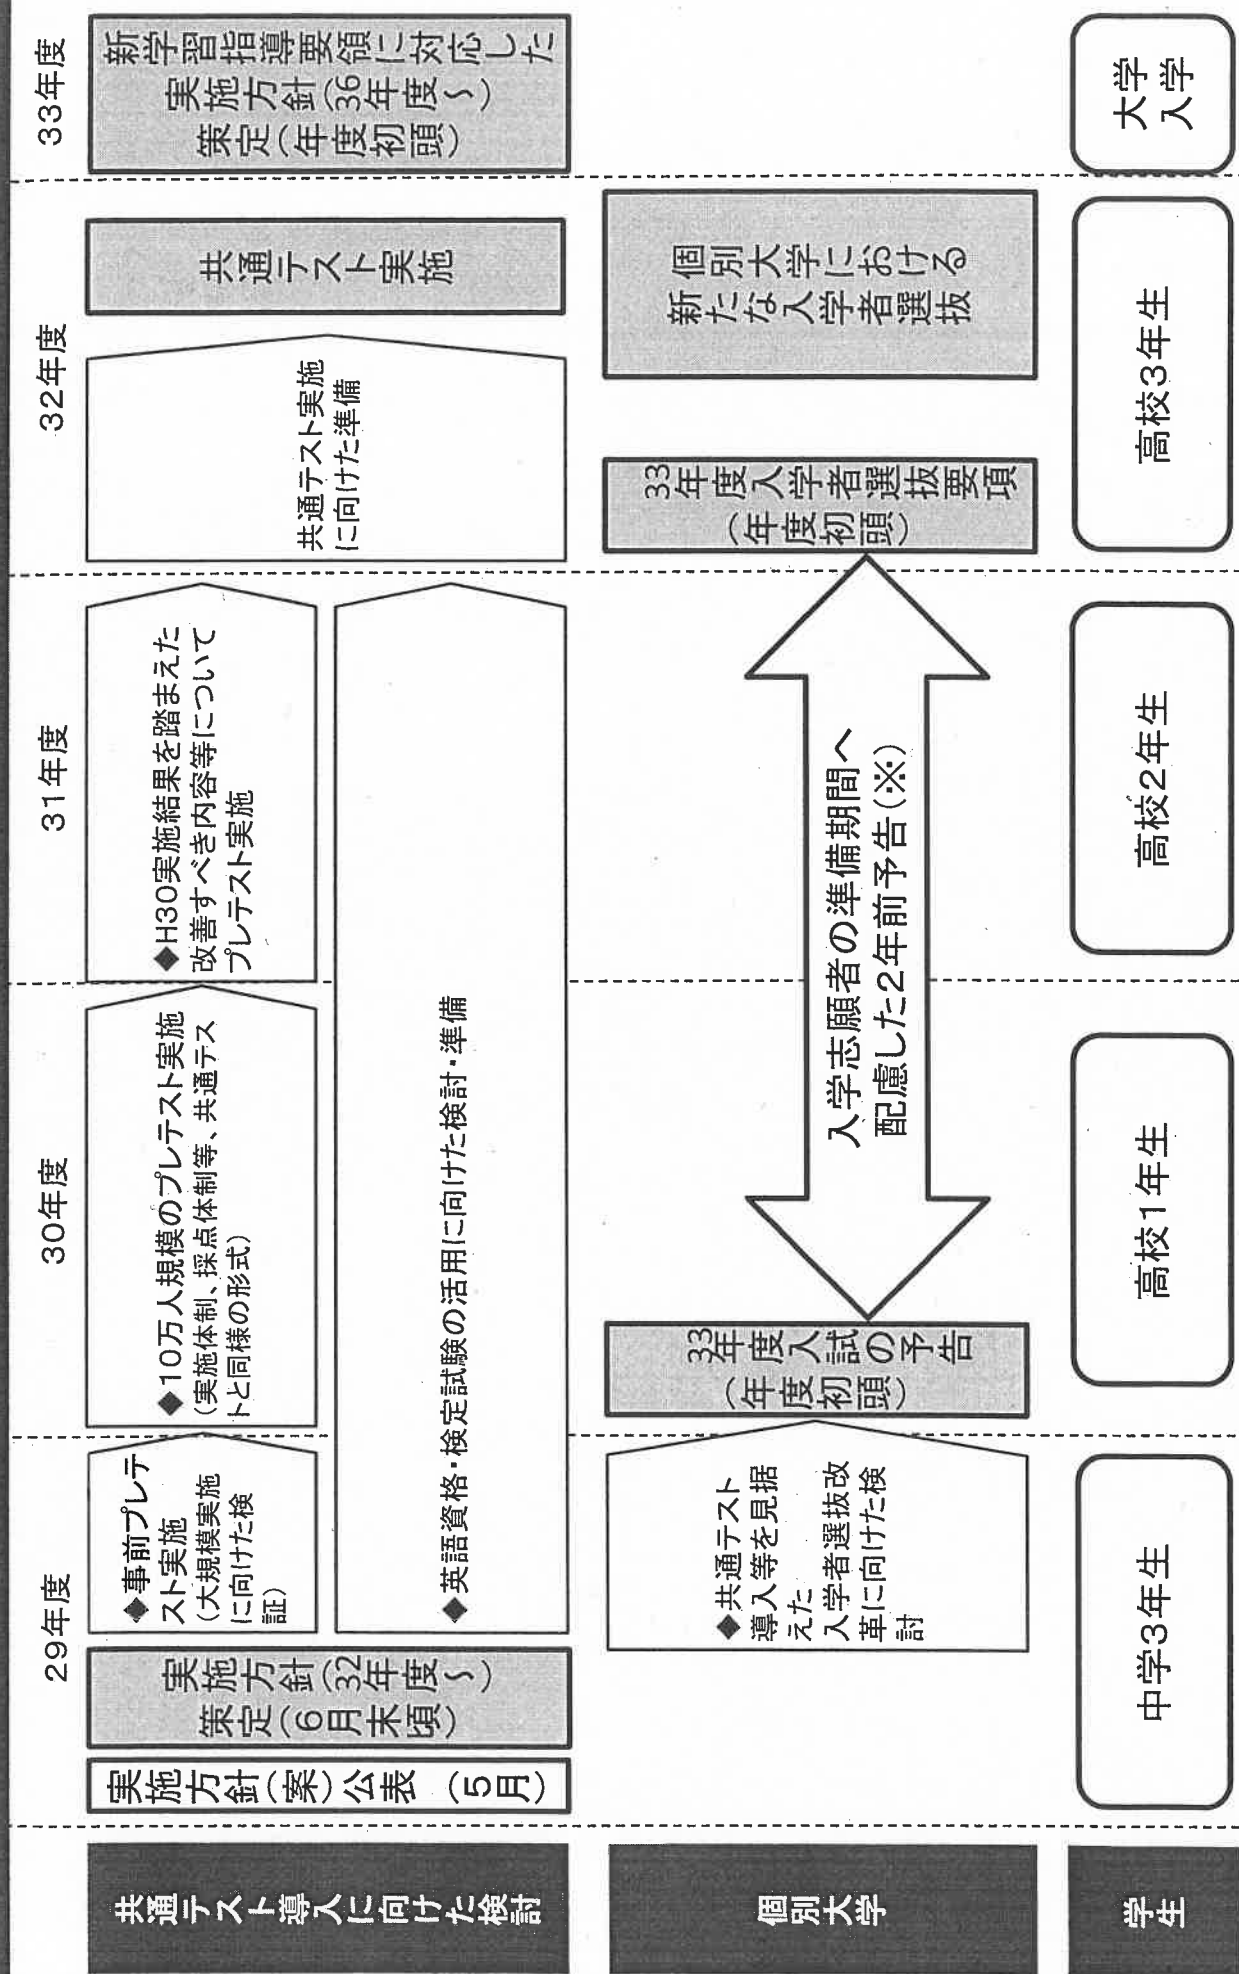 29年度
30年度
31年度
32年度
33年度
共通テスト導入に向けた検討
実施方針(案)公表 (5月)
実施方針(32年度~)
策定(6月末頃)
◆事前プレテ
スト実施
(大規模実施
に向けた検
証)
◆10万人規模のプレテスト実施
(実施体制、採点体制等、共通テス
トと同様の形式)
◆H30実施結果を踏まえた
改善すべき内容等について
プレテスト実施
◆英語資格・検定試験の活用に向けた検討・準備
共通テスト実施
に向けた準備
共通テスト実施
新学習指導要領に対応した
実施方針(36年度~)
策定(年度初頭)
個別大学
◆共通テスト
導入等を見据
えた
入学者選抜改
革に向けた検
討
33年度入試の予告
(年度初頭)
入学志願者の準備期間へ
配慮した2年前予告(※)
33年度入学者選抜要項
(年度初頭)
個別大学における
新たな入学者選抜
学生
中学3年生
高校1年生
高校2年生
高校3年生
大学
入学